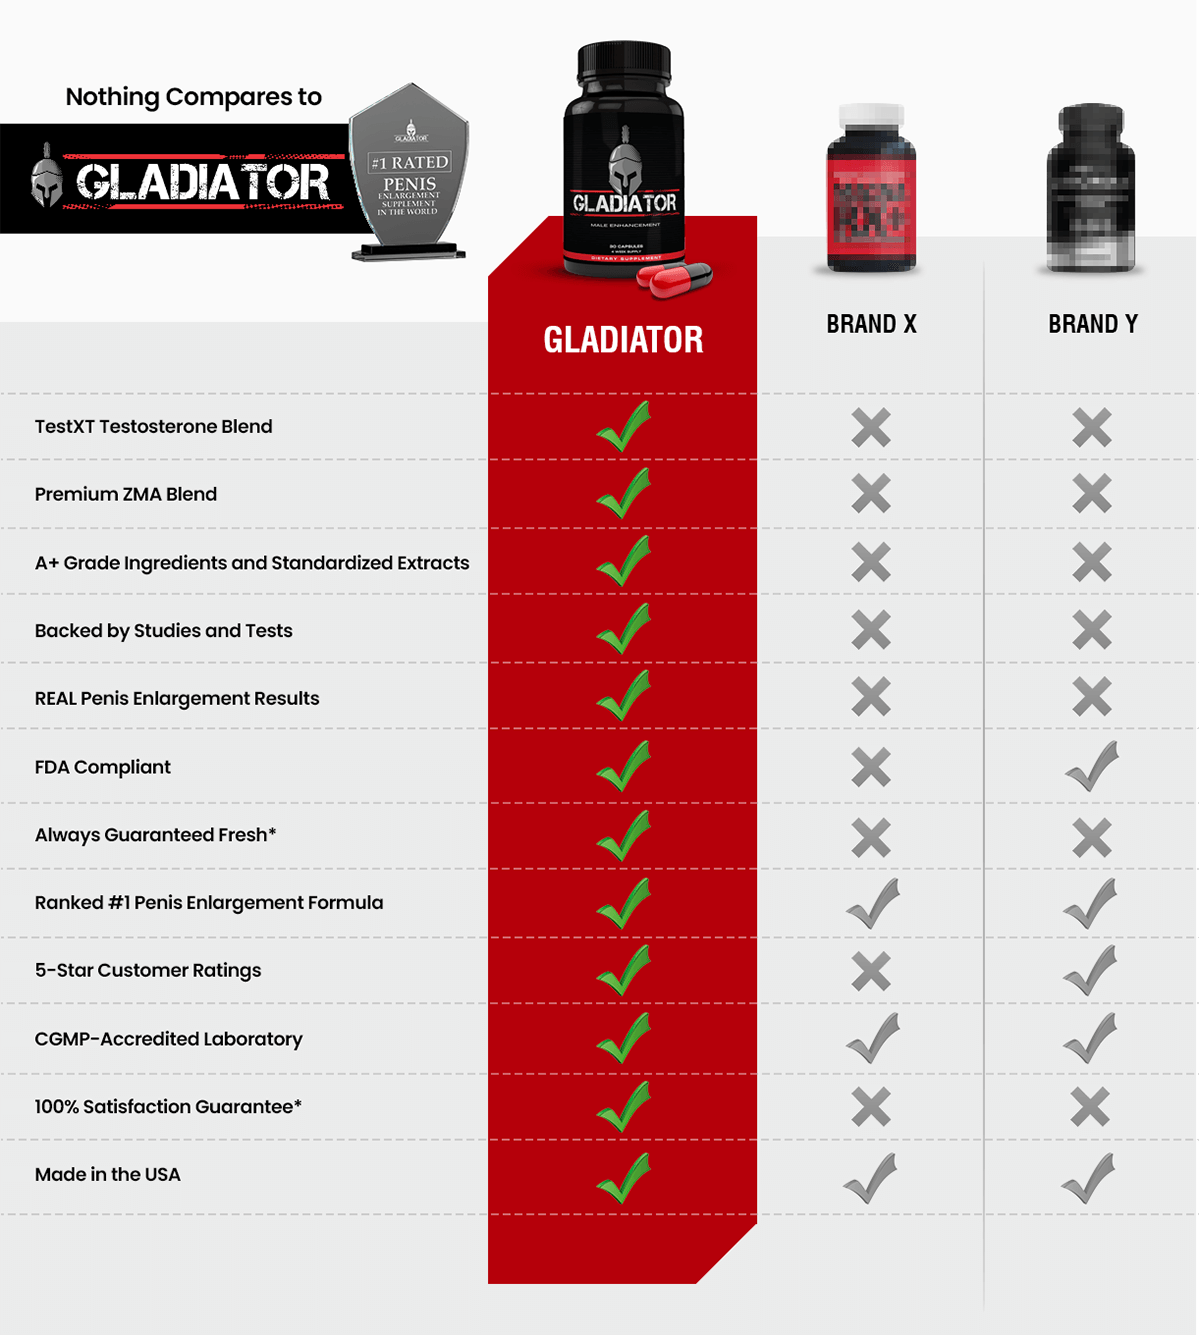 Nothing Compares to
GLADIATOR
GLADIATOR
#1 RATED
PENIS
ENLARGEMENT
SUPPLEMENT
IN THE WORLD
GLADIATOR
MALE ENHANCEMENT
30 CAPSULES
DIETARY SUPPLEMENT
GLADIATOR
BRAND X
BRAND Y
TestXT Testosterone Blend
Premium ZMA Blend
A+ Grade Ingredients and Standardized Extracts
Backed by Studies and Tests
REAL Penis Enlargement Results
FDA Compliant
Always Guaranteed Fresh*
Ranked #1 Penis Enlargement Formula
5-Star Customer Ratings
CGMP-Accredited Laboratory
100% Satisfaction Guarantee*
Made in the USA